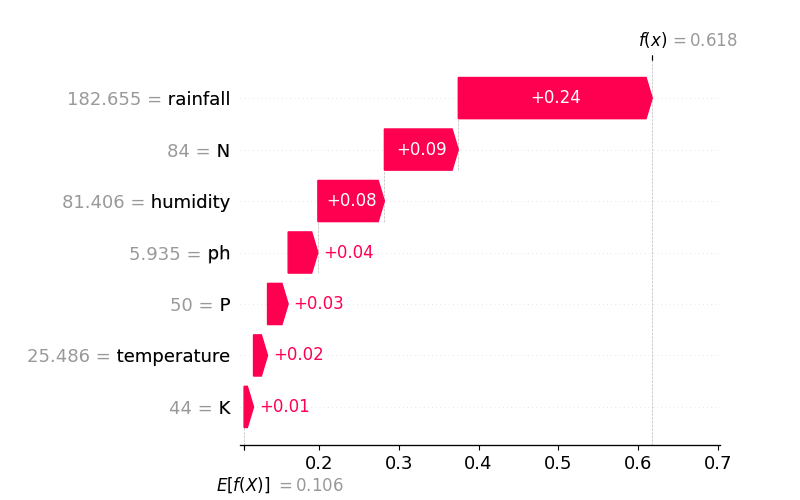 f(x) = 0.618
182.655 = rainfall
+0.24
84 = N
+0.09
81.406 = humidity
+0.08
5.935 = ph
+0.04
50 = P
+0.03
25.486 = temperature
+0.02
44 = K
+0.01
0.2 0.3 0.4 0.5 0.6 0.7
E[f(X)] = 0.106